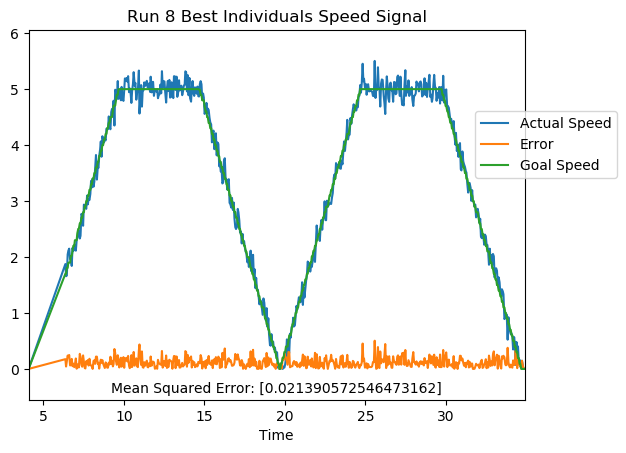 Run 8 Best Individuals Speed Signal
6
5
4
3
2
1
0
Actual Speed
Error
Goal Speed
Mean Squared Error: [0.021390572546473162]
5 10 15 20 25 30
Time